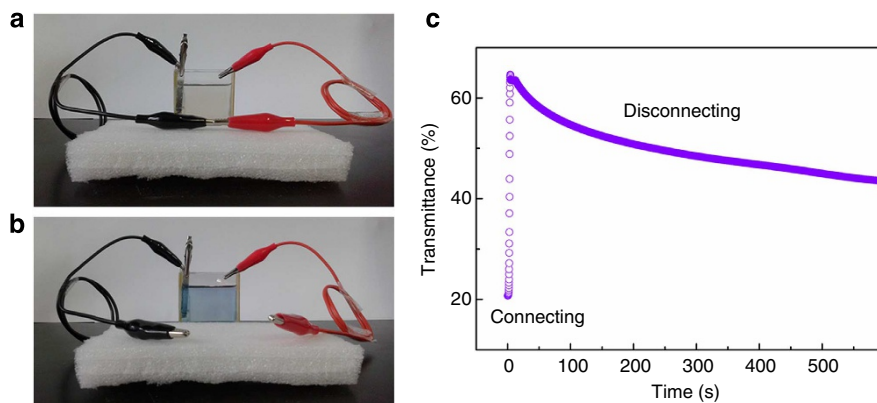 a
b
c
Transmittance (%)
60
40
20
Disconnecting
Connecting
0 100 200 300 400 500
Time (s)